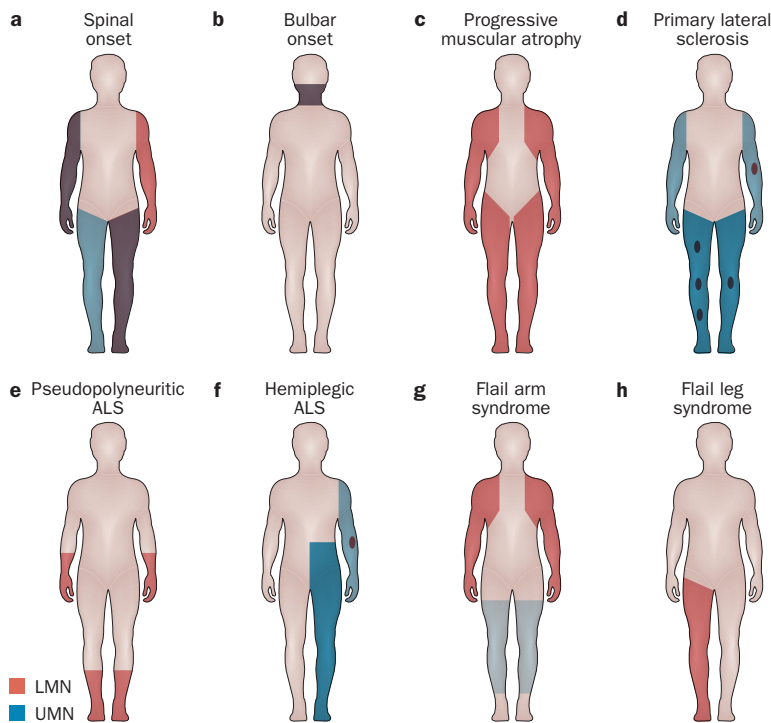 a
Spinal
onset
b
Bulbar
onset
c
Progressive
muscular atrophy
d
Primary lateral
sclerosis
e
Pseudopolyneuritic
ALS
f
Hemiplegic
ALS
g
Flail arm
syndrome
h
Flail leg
syndrome
LMN
UMN